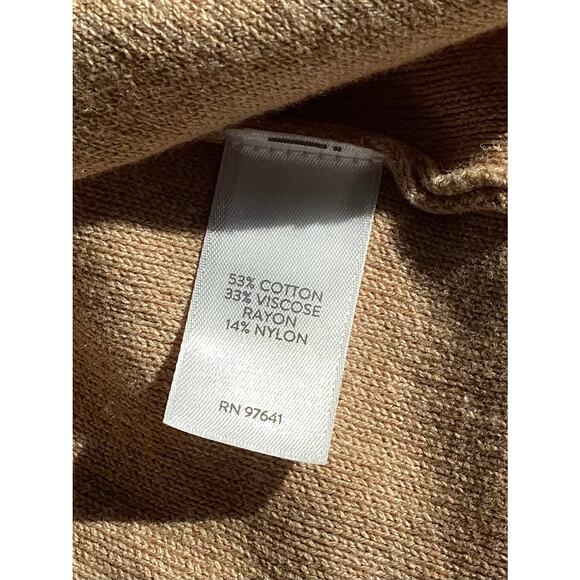 53% COTTON
33% VISCOSE
RAYON
14% NYLON
RN 97641